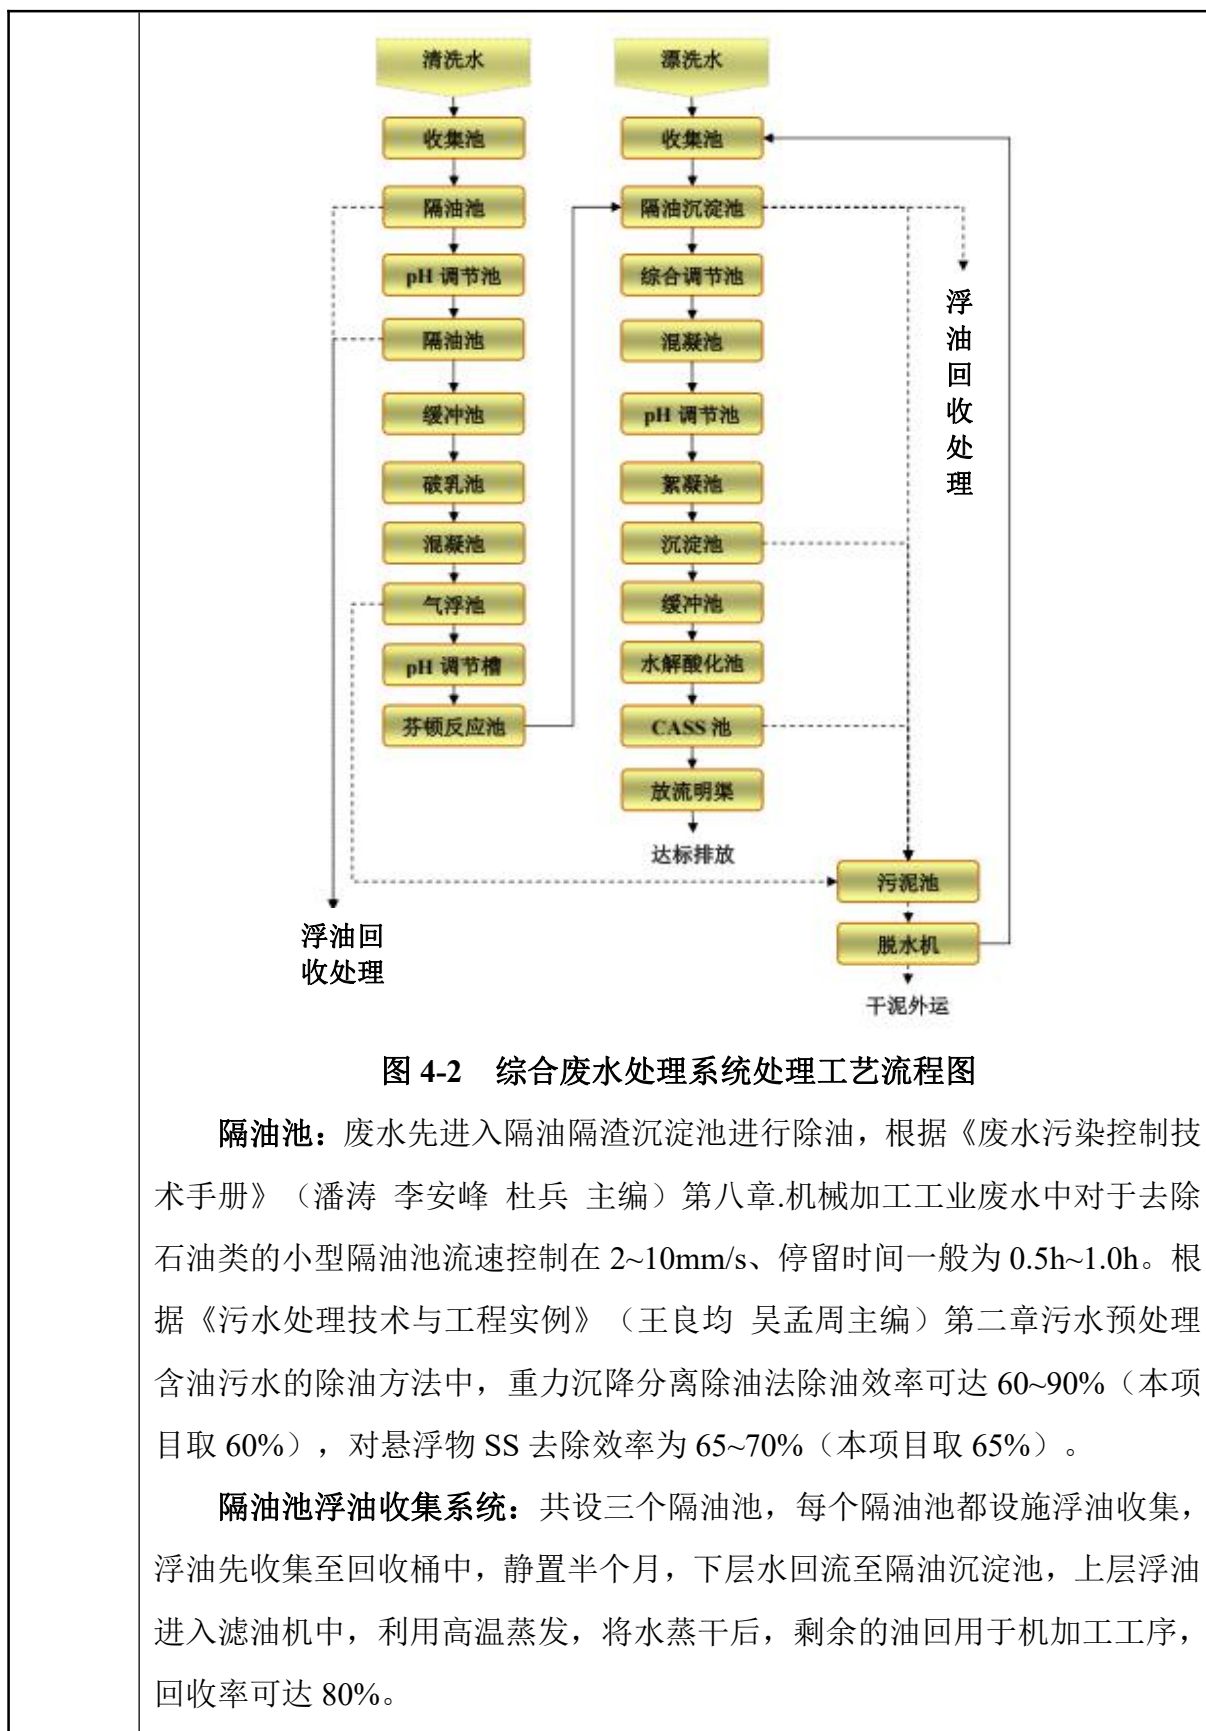 清洗水
收集池
隔油池
pH 调节池
隔油池
缓冲池
破乳池
混凝池
气浮池
pH 调节槽
芬顿反应池
浮油回
收处理
漂洗水
收集池
隔油沉淀池
综合调节池
混凝池
pH 调节池
絮凝池
沉淀池
缓冲池
水解酸化池
CASS 池
放流明渠
达标排放
浮
油
回
收
处
理
污泥池
脱水机
干泥外运
图 4-2 综合废水处理系统处理工艺流程图
隔油池：废水先进入隔油隔渣沉淀池进行除油，根据《废水污染控制技
术手册》（潘涛 李安峰 杜兵 主编）第八章.机械加工工业废水中对于去除
石油类的小型隔油池流速控制在 2~10mm/s、停留时间一般为 0.5h~1.0h。根
据《污水处理技术与工程实例》（王良均 吴孟周主编）第二章污水预处理
含油污水的除油方法中，重力沉降分离除油法除油效率可达 60~90%（本项
目取 60%），对悬浮物 SS 去除效率为 65~70%（本项目取 65%）。
隔油池浮油收集系统：共设三个隔油池，每个隔油池都设施浮油收集，
浮油先收集至回收桶中，静置半个月，下层水回流至隔油沉淀池，上层浮油
进入滤油机中，利用高温蒸发，将水蒸干后，剩余的油回用于机加工工序，
回收率可达 80%。